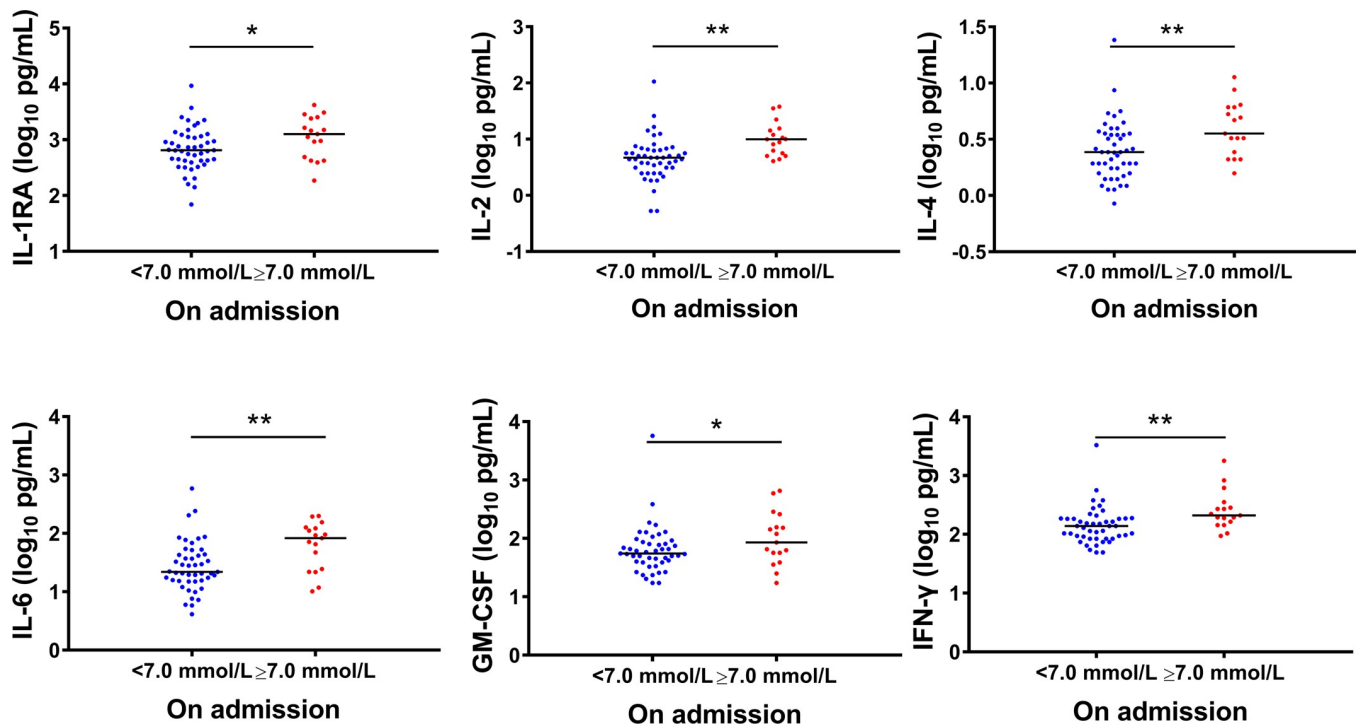 IL-1RA (log10 pg/mL)
5
4
3
2
1
*
<7.0 mmol/L ≥7.0 mmol/L
On admission
IL-2 (log10 pg/mL)
3
2
1
0
-1
**
<7.0 mmol/L ≥7.0 mmol/L
On admission
IL-4 (log10 pg/mL)
1.5
1.0
0.5
0.0
-0.5
**
<7.0 mmol/L ≥7.0 mmol/L
On admission
IL-6 (log10 pg/mL)
4
3
2
1
0
**
<7.0 mmol/L ≥7.0 mmol/L
On admission
GM-CSF (log10 pg/mL)
4
3
2
1
0
*
<7.0 mmol/L ≥7.0 mmol/L
On admission
IFN-γ (log10 pg/mL)
4
3
2
1
0
**
<7.0 mmol/L ≥7.0 mmol/L
On admission